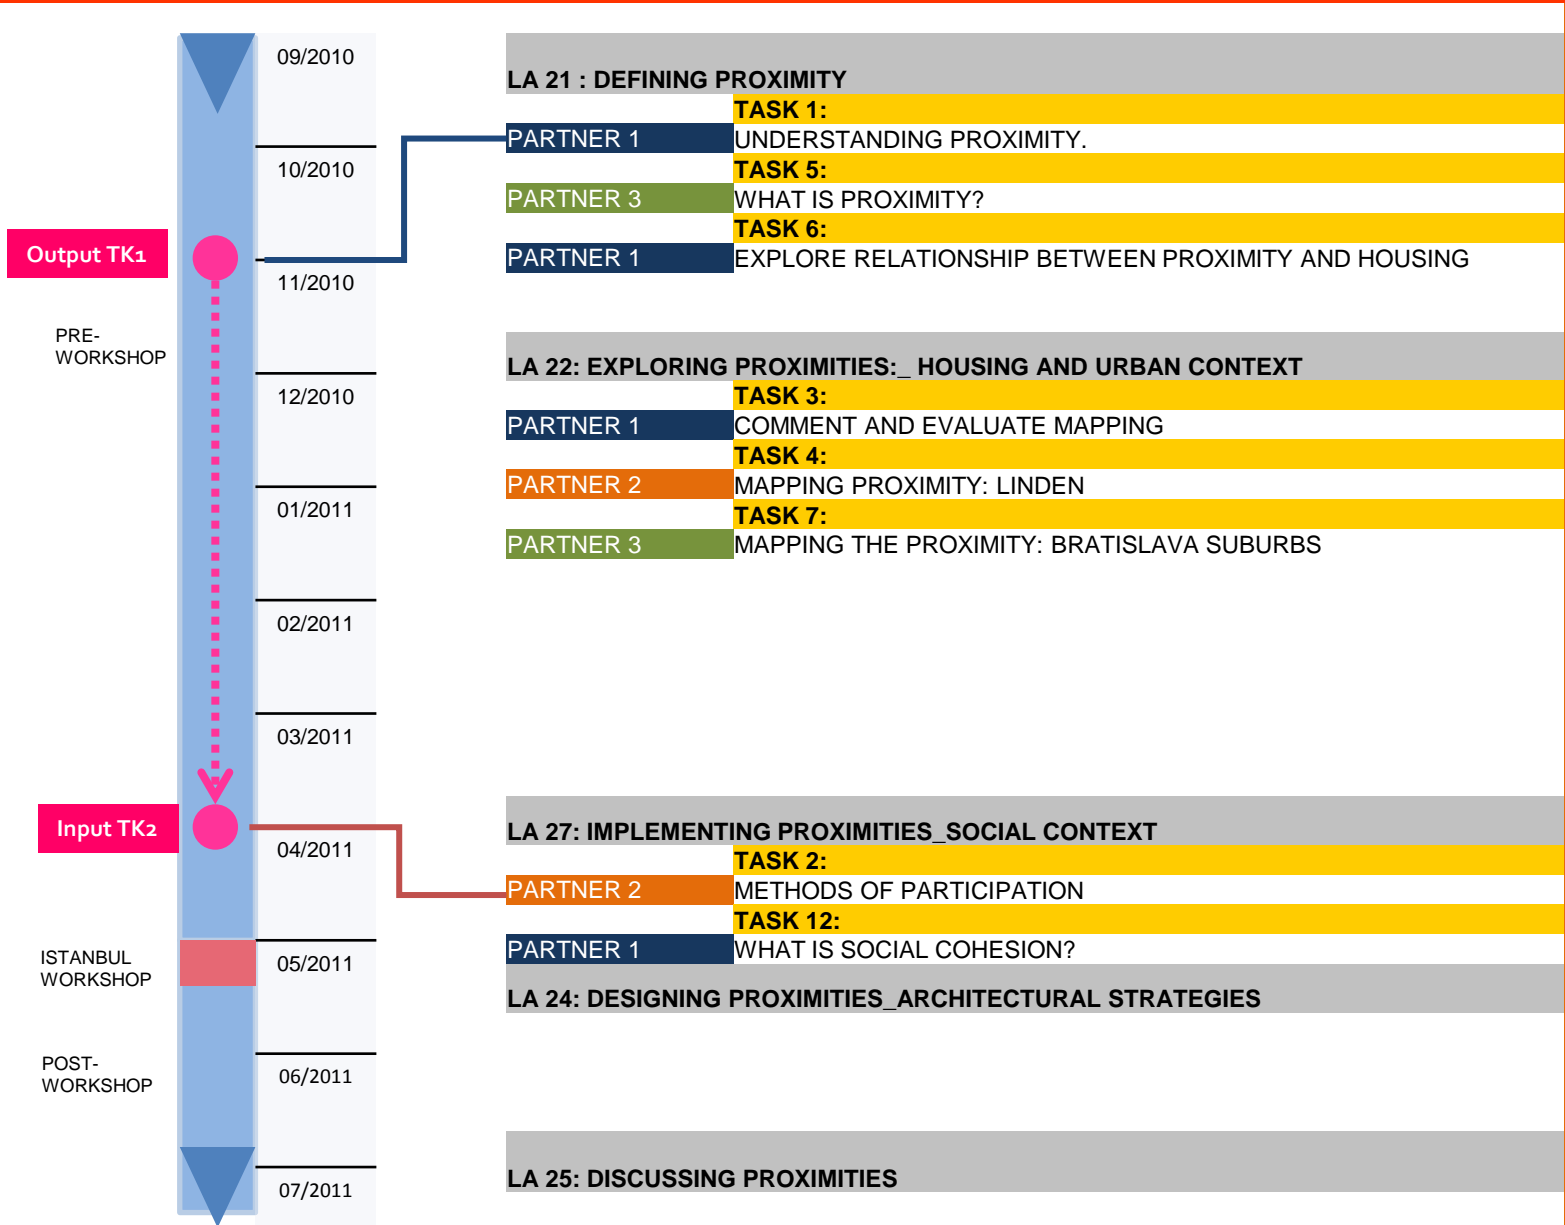 09/2010
10/2010
11/2010
12/2010
01/2011
02/2011
03/2011
04/2011
05/2011
06/2011
07/2011
Output TK1
PRE-
WORKSHOP
Input TK2
ISTANBUL
WORKSHOP
POST-
WORKSHOP
LA 21 : DEFINING PROXIMITY
TASK 1:
PARTNER 1 UNDERSTANDING PROXIMITY.
TASK 5:
PARTNER 3 WHAT IS PROXIMITY?
TASK 6:
PARTNER 1 EXPLORE RELATIONSHIP BETWEEN PROXIMITY AND HOUSING
LA 22: EXPLORING PROXIMITIES:_ HOUSING AND URBAN CONTEXT
TASK 3:
PARTNER 1 COMMENT AND EVALUATE MAPPING
TASK 4:
PARTNER 2 MAPPING PROXIMITY: LINDEN
TASK 7:
PARTNER 3 MAPPING THE PROXIMITY: BRATISLAVA SUBURBS
LA 27: IMPLEMENTING PROXIMITIES_SOCIAL CONTEXT
TASK 2:
PARTNER 2 METHODS OF PARTICIPATION
TASK 12:
PARTNER 1 WHAT IS SOCIAL COHESION?
LA 24: DESIGNING PROXIMITIES_ARCHITECTURAL STRATEGIES
LA 25: DISCUSSING PROXIMITIES